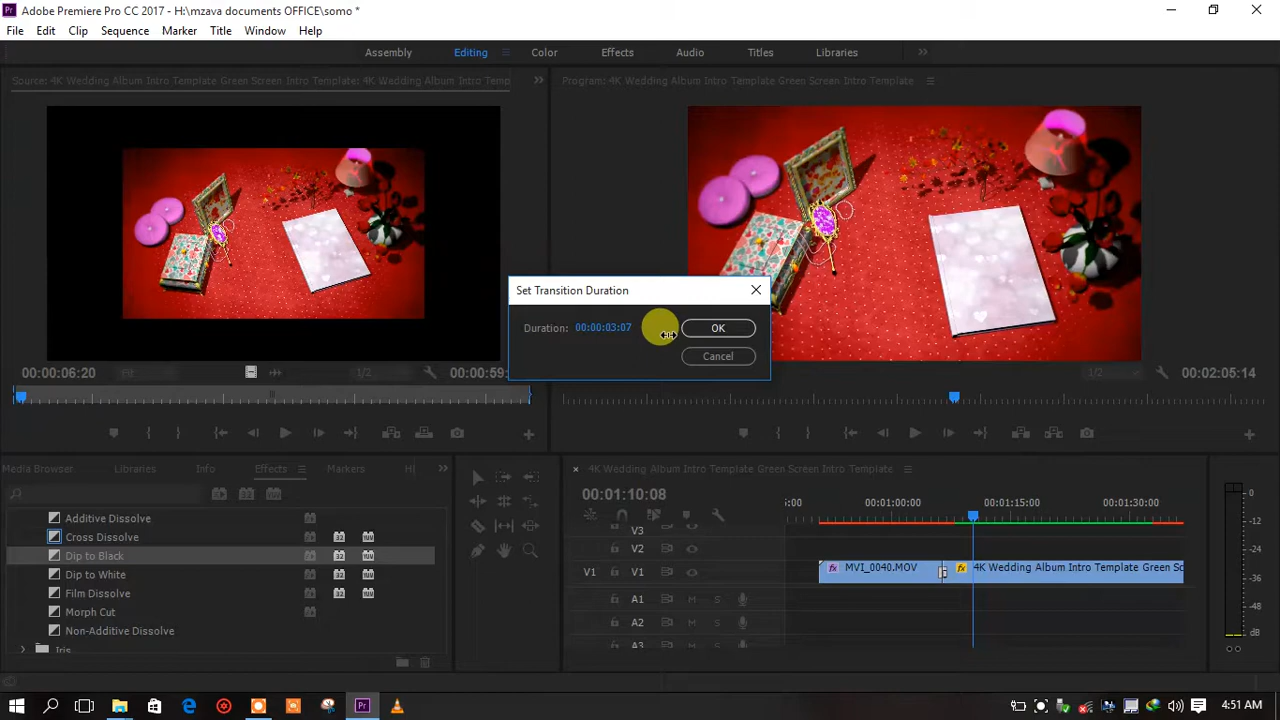 Adobe Premiere Pro CC 2017 - H:\mzava documents OFFICE\somo *
File Edit Clip Sequence Marker Title Window Help
Assembly Editing Color Effects Audio Titles Libraries
Source: 4K Wedding Album Intro Template Green Screen Intro Template: 4K Wedding Album Intro Temp
Program: 4K Wedding Album Intro Template Green Screen Intro Template
Set Transition Duration
Duration: 00:00:03:07 OK
Cancel
00:00:06:20 Fit 1/2 00:00:59:
1/2 00:02:05:14
Media Browser Libraries Info Effects Markers
4K Wedding Album Intro Template Green Screen Intro Template
00:01:10:08
5:00 00:01:00:00 00:01:15:00 00:01:30:00
Additive Dissolve
Cross Dissolve
Dip to Black
Dip to White
Film Dissolve
Morph Cut
Non-Additive Dissolve
Iris
V3
V2
V1 V1 MVI_0040.MOV 4K Wedding Album Intro Template Green Sc
A1 M S
A2 M S
A3 M S
0
-12
-24
-36
-48
dB
4:51 AM